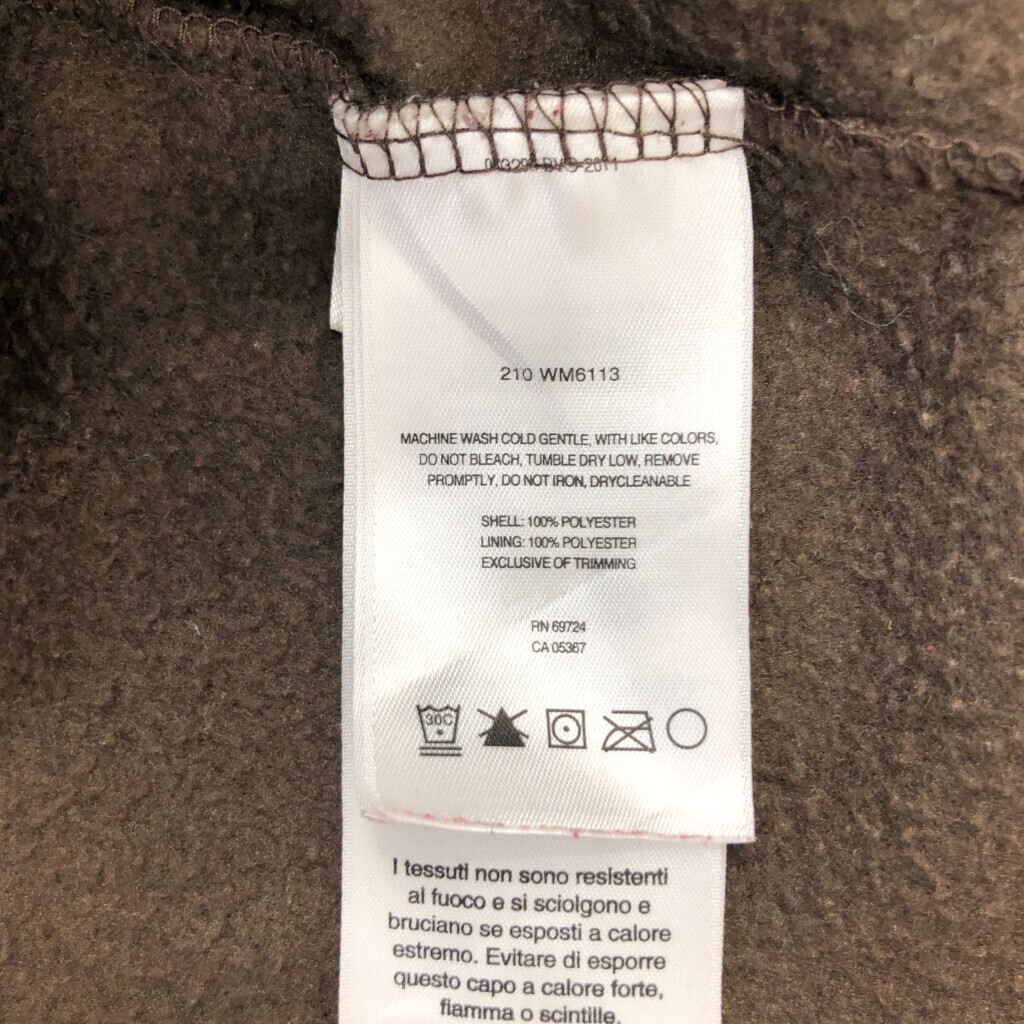 210 WM6113
MACHINE WASH COLD GENTLE, WITH LIKE COLORS,
DO NOT BLEACH, TUMBLE DRY LOW, REMOVE
PROMPTLY, DO NOT IRON, DRYCLEANABLE
SHELL: 100% POLYESTER
LINING: 100% POLYESTER
EXCLUSIVE OF TRIMMING
RN 69724
CA 05367
30C
I tessuti non sono resistenti
al fuoco e si sciolgono e
bruciano se esposti a calore
estremo. Evitare di esporre
questo capo a calore forte,
fiamma o scintille.